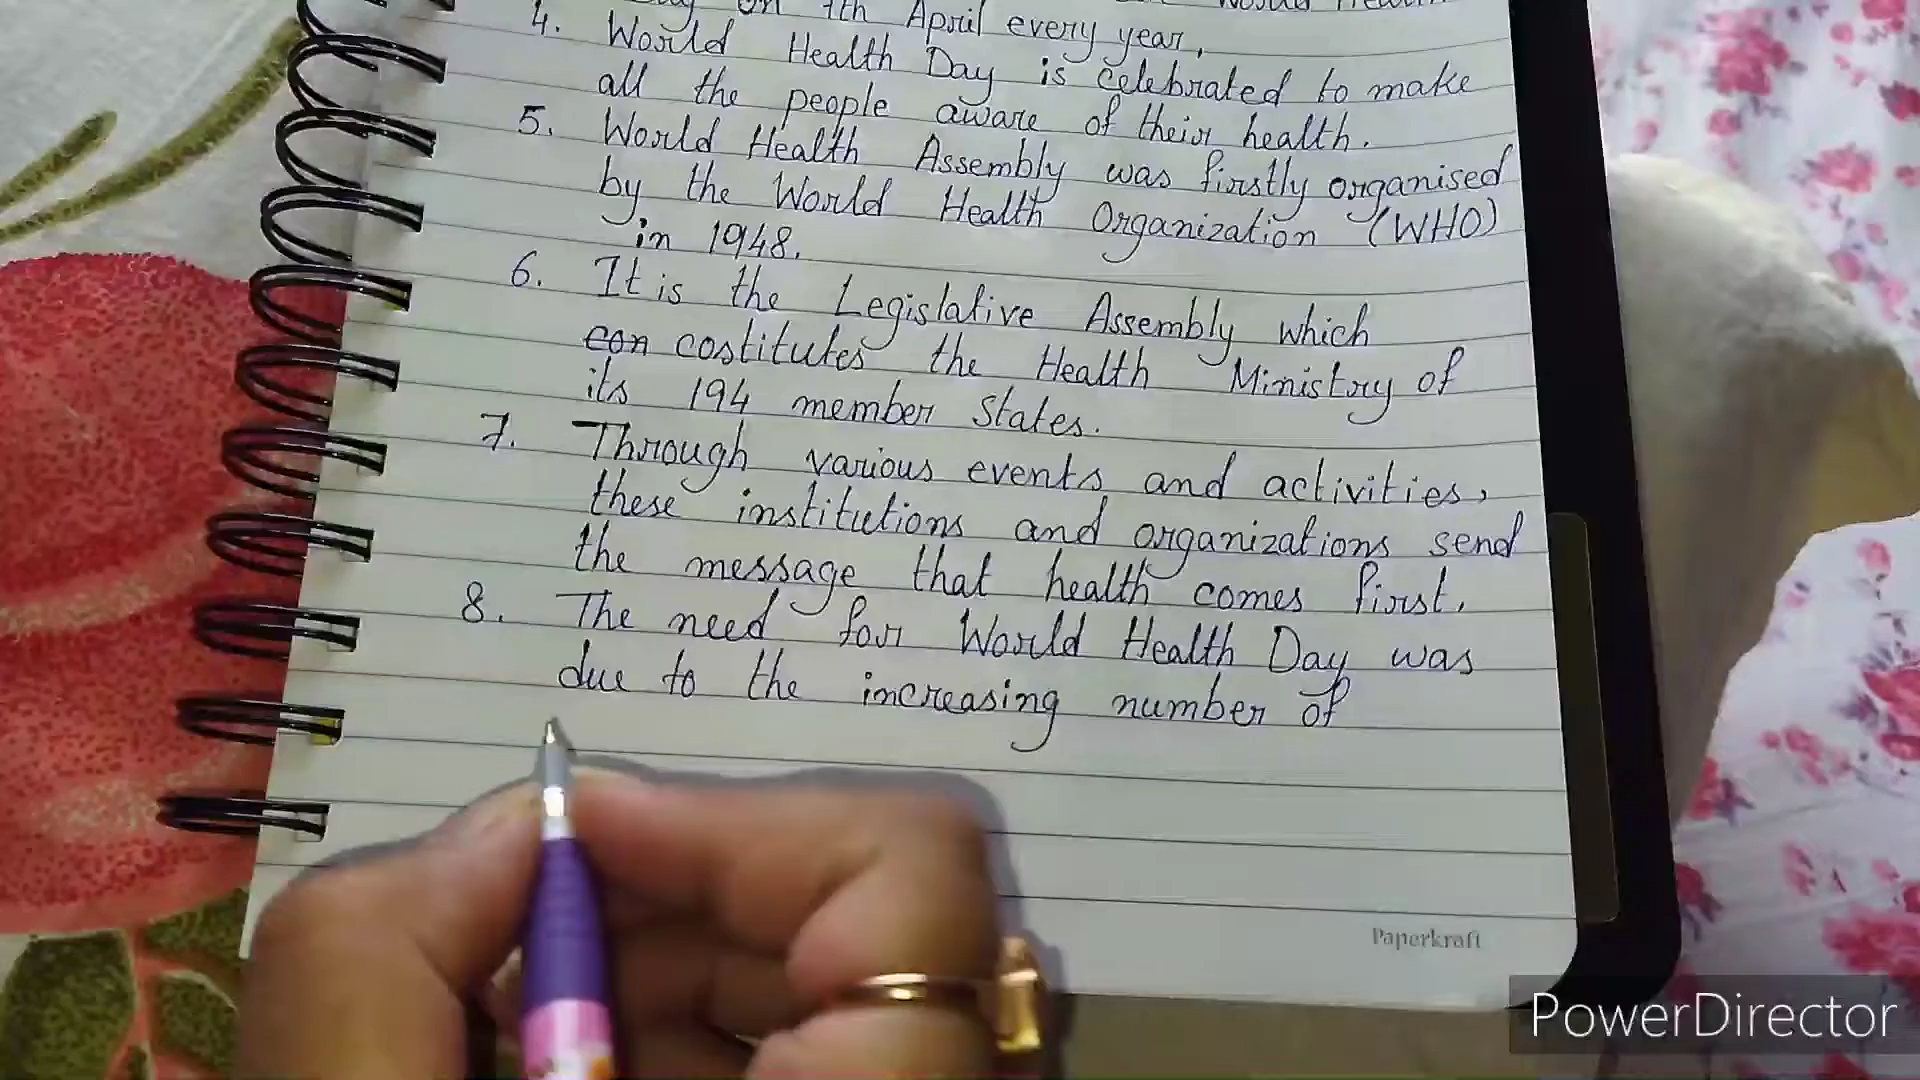 on 7th April every year.
4. World Health Day is celebrated to make
all the people aware of their health.
5. World Health Assembly was firstly organised
by the World Health Organization (WHO)
in 1948.
6. It is the Legislative Assembly which
con costitutes the Health Ministry of
its 194 member States.
7. Through various events and activities,
these institutions and organizations send
the message that health comes first.
8. The need for World Health Day was
due to the increasing number of
Paperkraft
PowerDirector